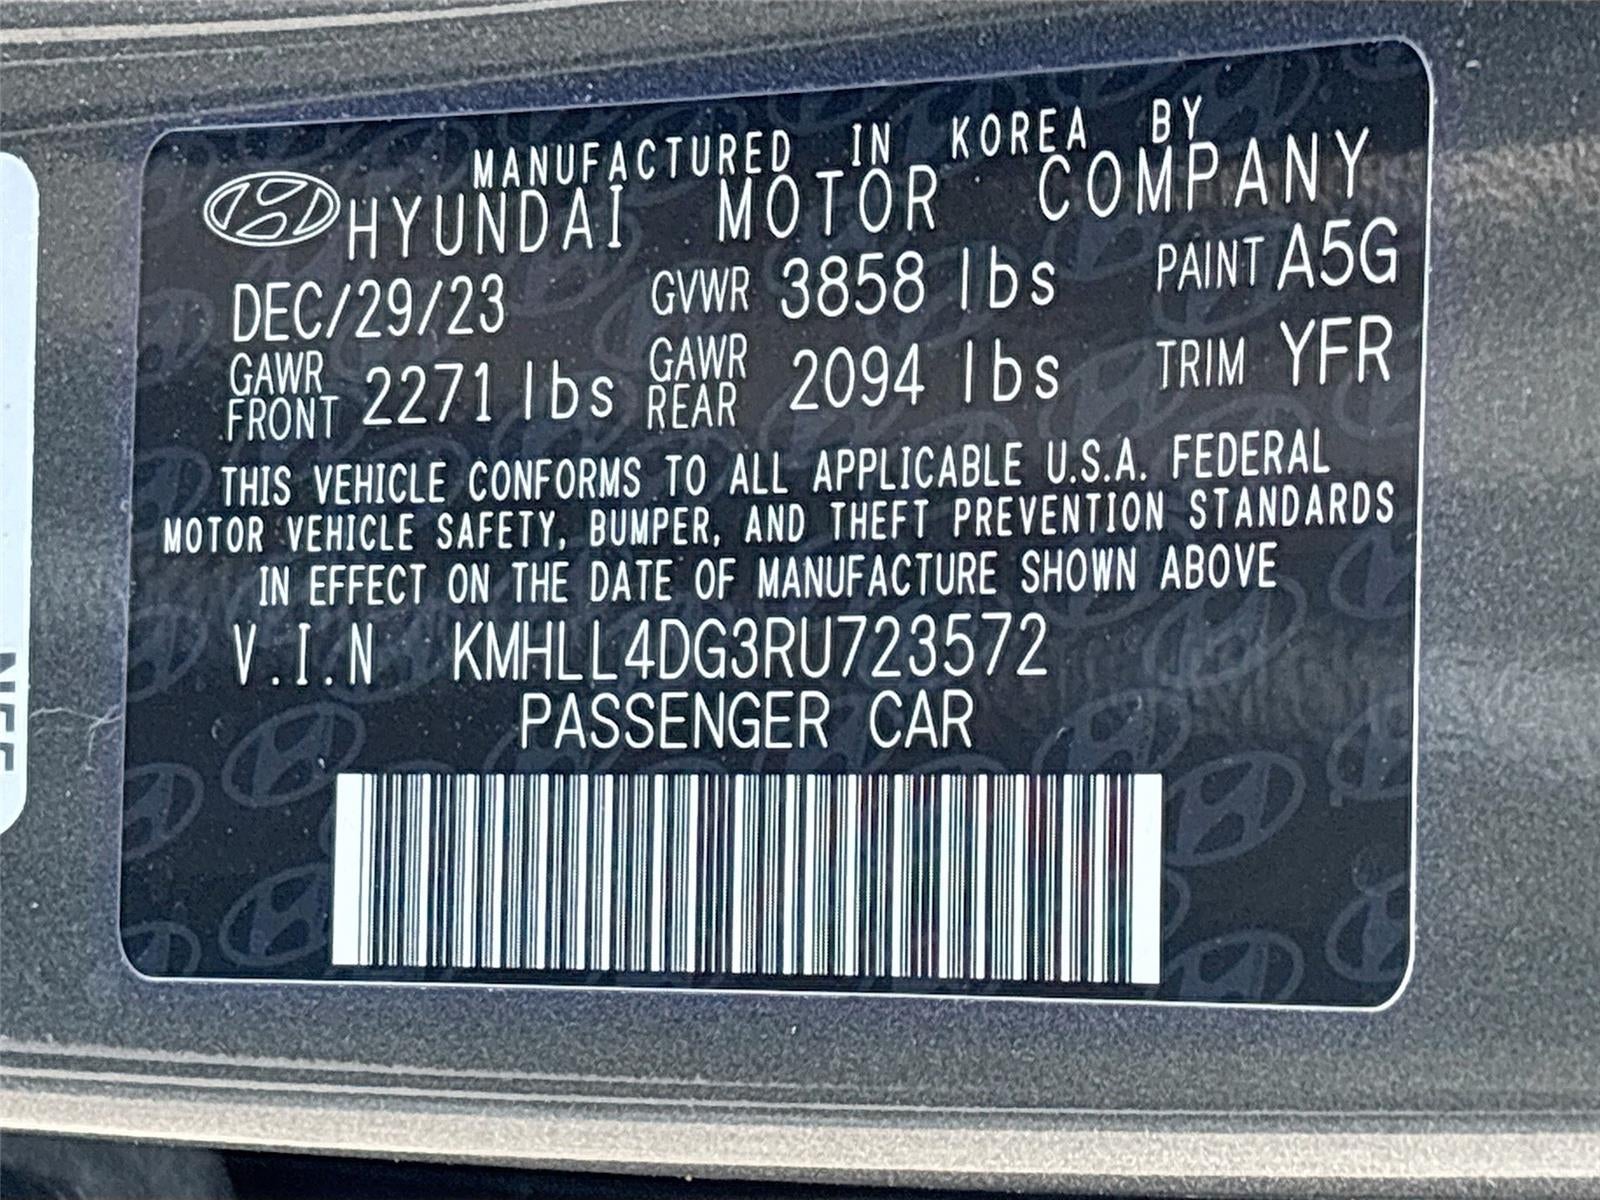 MANUFACTURED IN KOREA BY
HYUNDAI MOTOR COMPANY
DEC/29/23 GVWR 3858 lbs PAINT A5G
GAWR FRONT 2271 lbs GAWR REAR 2094 lbs TRIM YFR
THIS VEHICLE CONFORMS TO ALL APPLICABLE U.S.A. FEDERAL
MOTOR VEHICLE SAFETY, BUMPER, AND THEFT PREVENTION STANDARDS
IN EFFECT ON THE DATE OF MANUFACTURE SHOWN ABOVE
V.I.N KMHLL4DG3RU723572
PASSENGER CAR